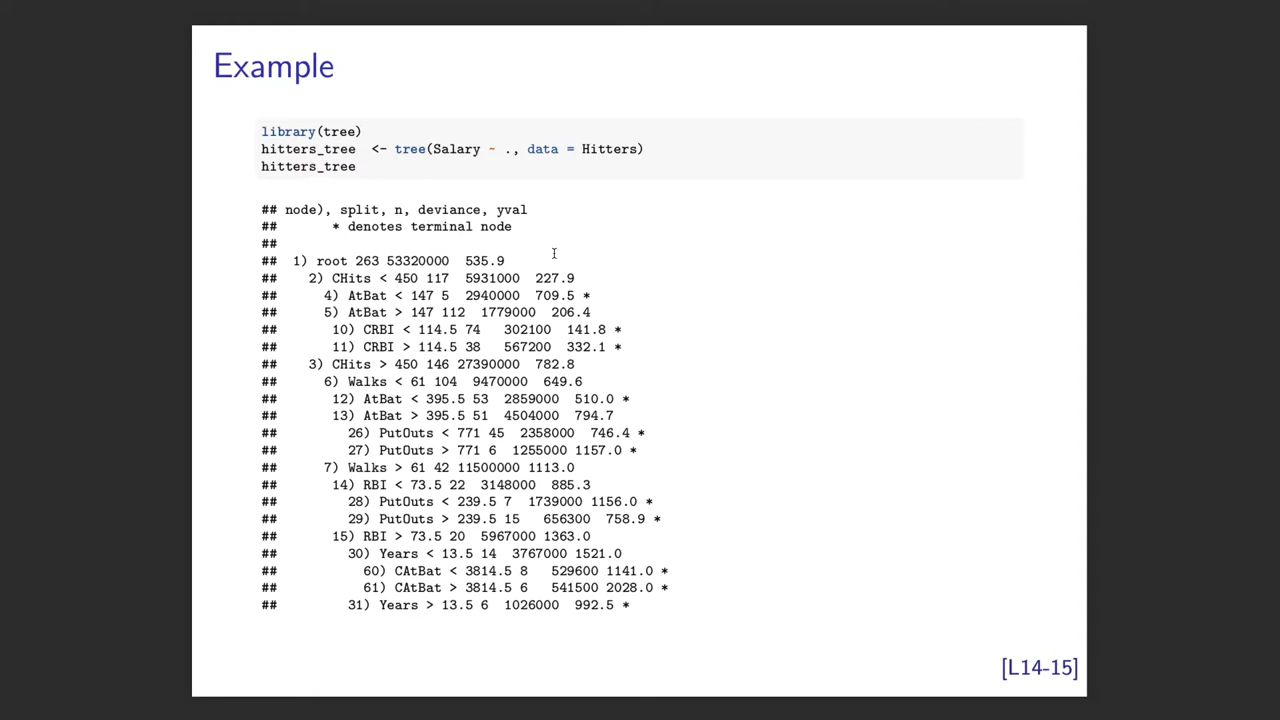 Example
library(tree)
hitters_tree <- tree(Salary ~ ., data = Hitters)
hitters_tree
## node), split, n, deviance, yval
## * denotes terminal node
##
## 1) root 263 53320000 535.9
## 2) CHits < 450 117 5931000 227.9
## 4) AtBat < 147 5 2940000 709.5 *
## 5) AtBat > 147 112 1779000 206.4
## 10) CRBI < 114.5 74 302100 141.8 *
## 11) CRBI > 114.5 38 567200 332.1 *
## 3) CHits > 450 146 27390000 782.8
## 6) Walks < 61 104 9470000 649.6
## 12) AtBat < 395.5 53 2859000 510.0 *
## 13) AtBat > 395.5 51 4504000 794.7
## 26) PutOuts < 771 45 2358000 746.4 *
## 27) PutOuts > 771 6 1255000 1157.0 *
## 7) Walks > 61 42 11500000 1113.0
## 14) RBI < 73.5 22 3148000 885.3
## 28) PutOuts < 239.5 7 1739000 1156.0 *
## 29) PutOuts > 239.5 15 656300 758.9 *
## 15) RBI > 73.5 20 5967000 1363.0
## 30) Years < 13.5 14 3767000 1521.0
## 60) CAtBat < 3814.5 8 529600 1141.0 *
## 61) CAtBat > 3814.5 6 541500 2028.0 *
## 31) Years > 13.5 6 1026000 992.5 *
[L14-15]